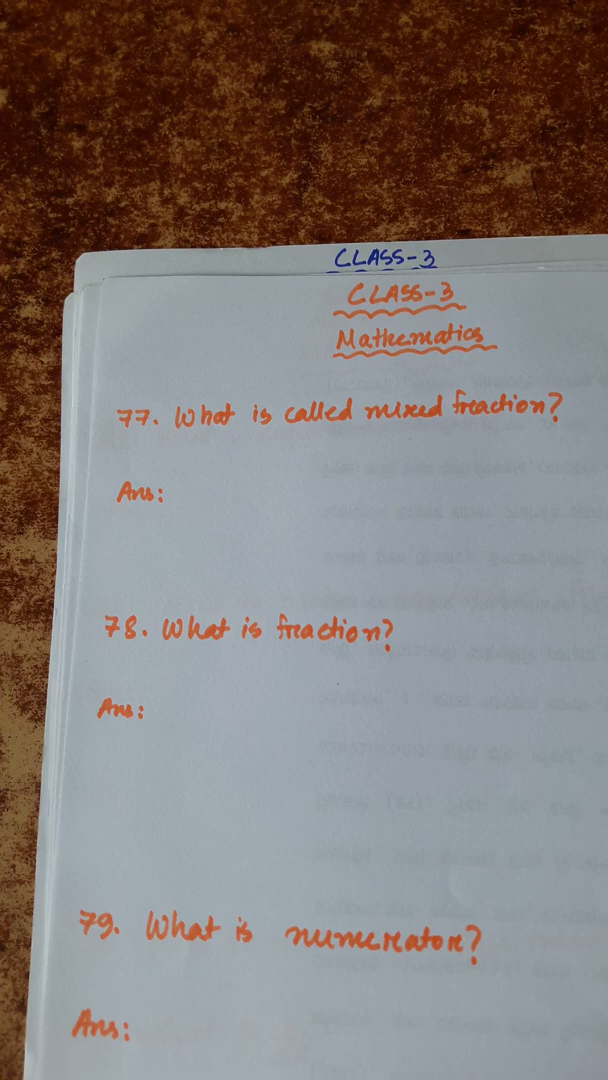 CLASS-3
CLASS-3
Mathematics
77. What is called mixed fraction?
Ans:
78. What is fraction?
Ans:
79. What is numerator?
Ans: